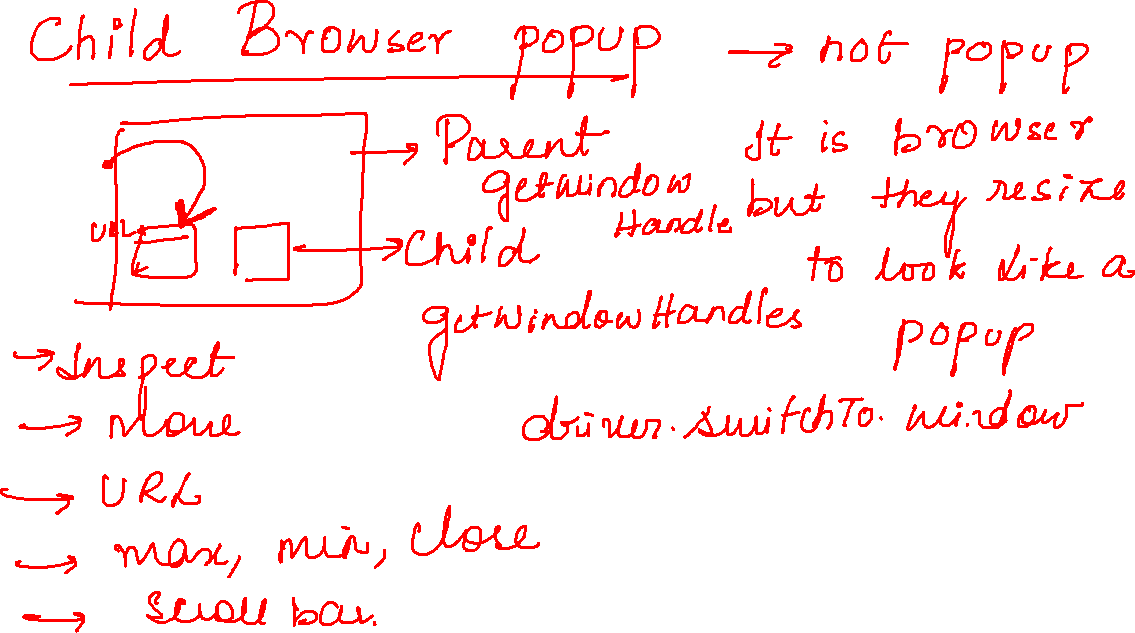 Child Browser popup → not popup
→ Parent
It is browser
getwindow
Handle
but they resize
URL
→ Child
to look like a
getWindowHandles
popup
→ Inspect
→ Move
driver.switchTo.window
→ URL
→ max, min, Close
→ Scroll bar.